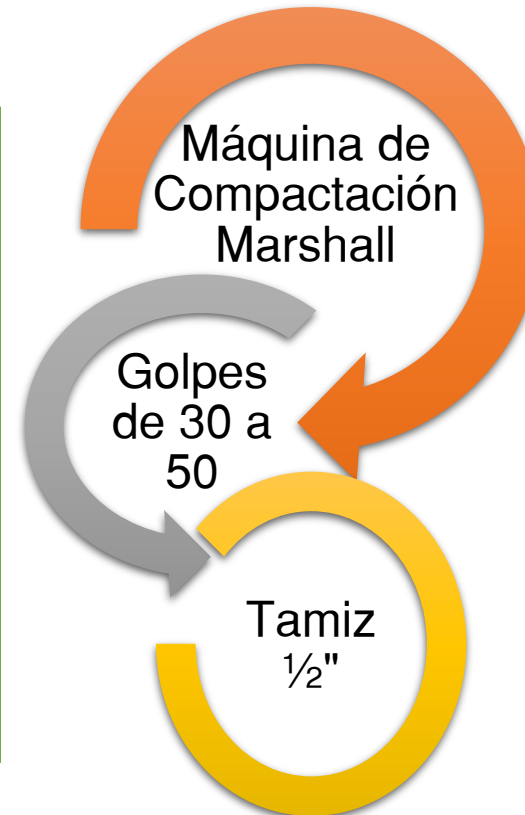 Máquina de
Compactación
Marshall
Golpes
de 30 a
50
Tamiz
½"